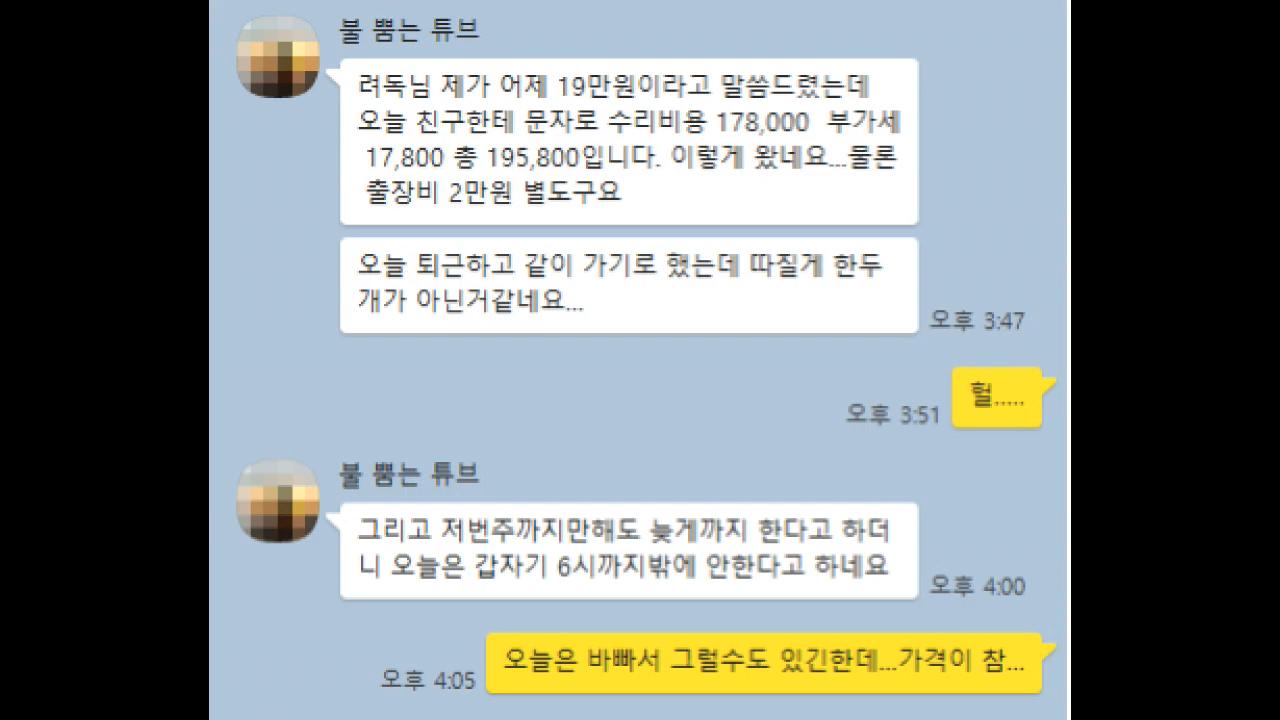 불 뿜는 튜브
려독님 제가 어제 19만원이라고 말씀드렸는데
오늘 친구한테 문자로 수리비용 178,000 부가세
17,800 총 195,800입니다. 이렇게 왔네요...물론
출장비 2만원 별도구요
오늘 퇴근하고 같이 가기로 했는데 따질게 한두
개가 아닌거같네요...
오후 3:47
헐.....
오후 3:51
불 뿜는 튜브
그리고 저번주까지만해도 늦게까지 한다고 하더
니 오늘은 갑자기 6시까지밖에 안한다고 하네요
오후 4:00
오늘은 바빠서 그럴수도 있긴한데...가격이 참...
오후 4:05